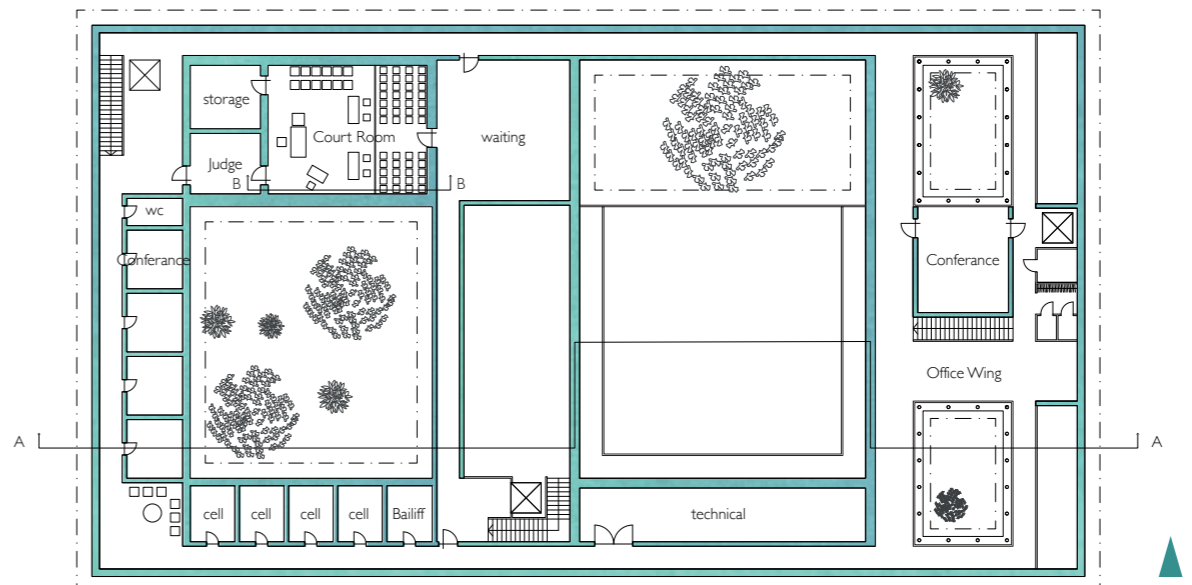 storage
Court Room
waiting
Judge
B
B
wc
Conferance
Conferance
Office Wing
A
A
cell
cell
cell
cell
Bailiff
technical